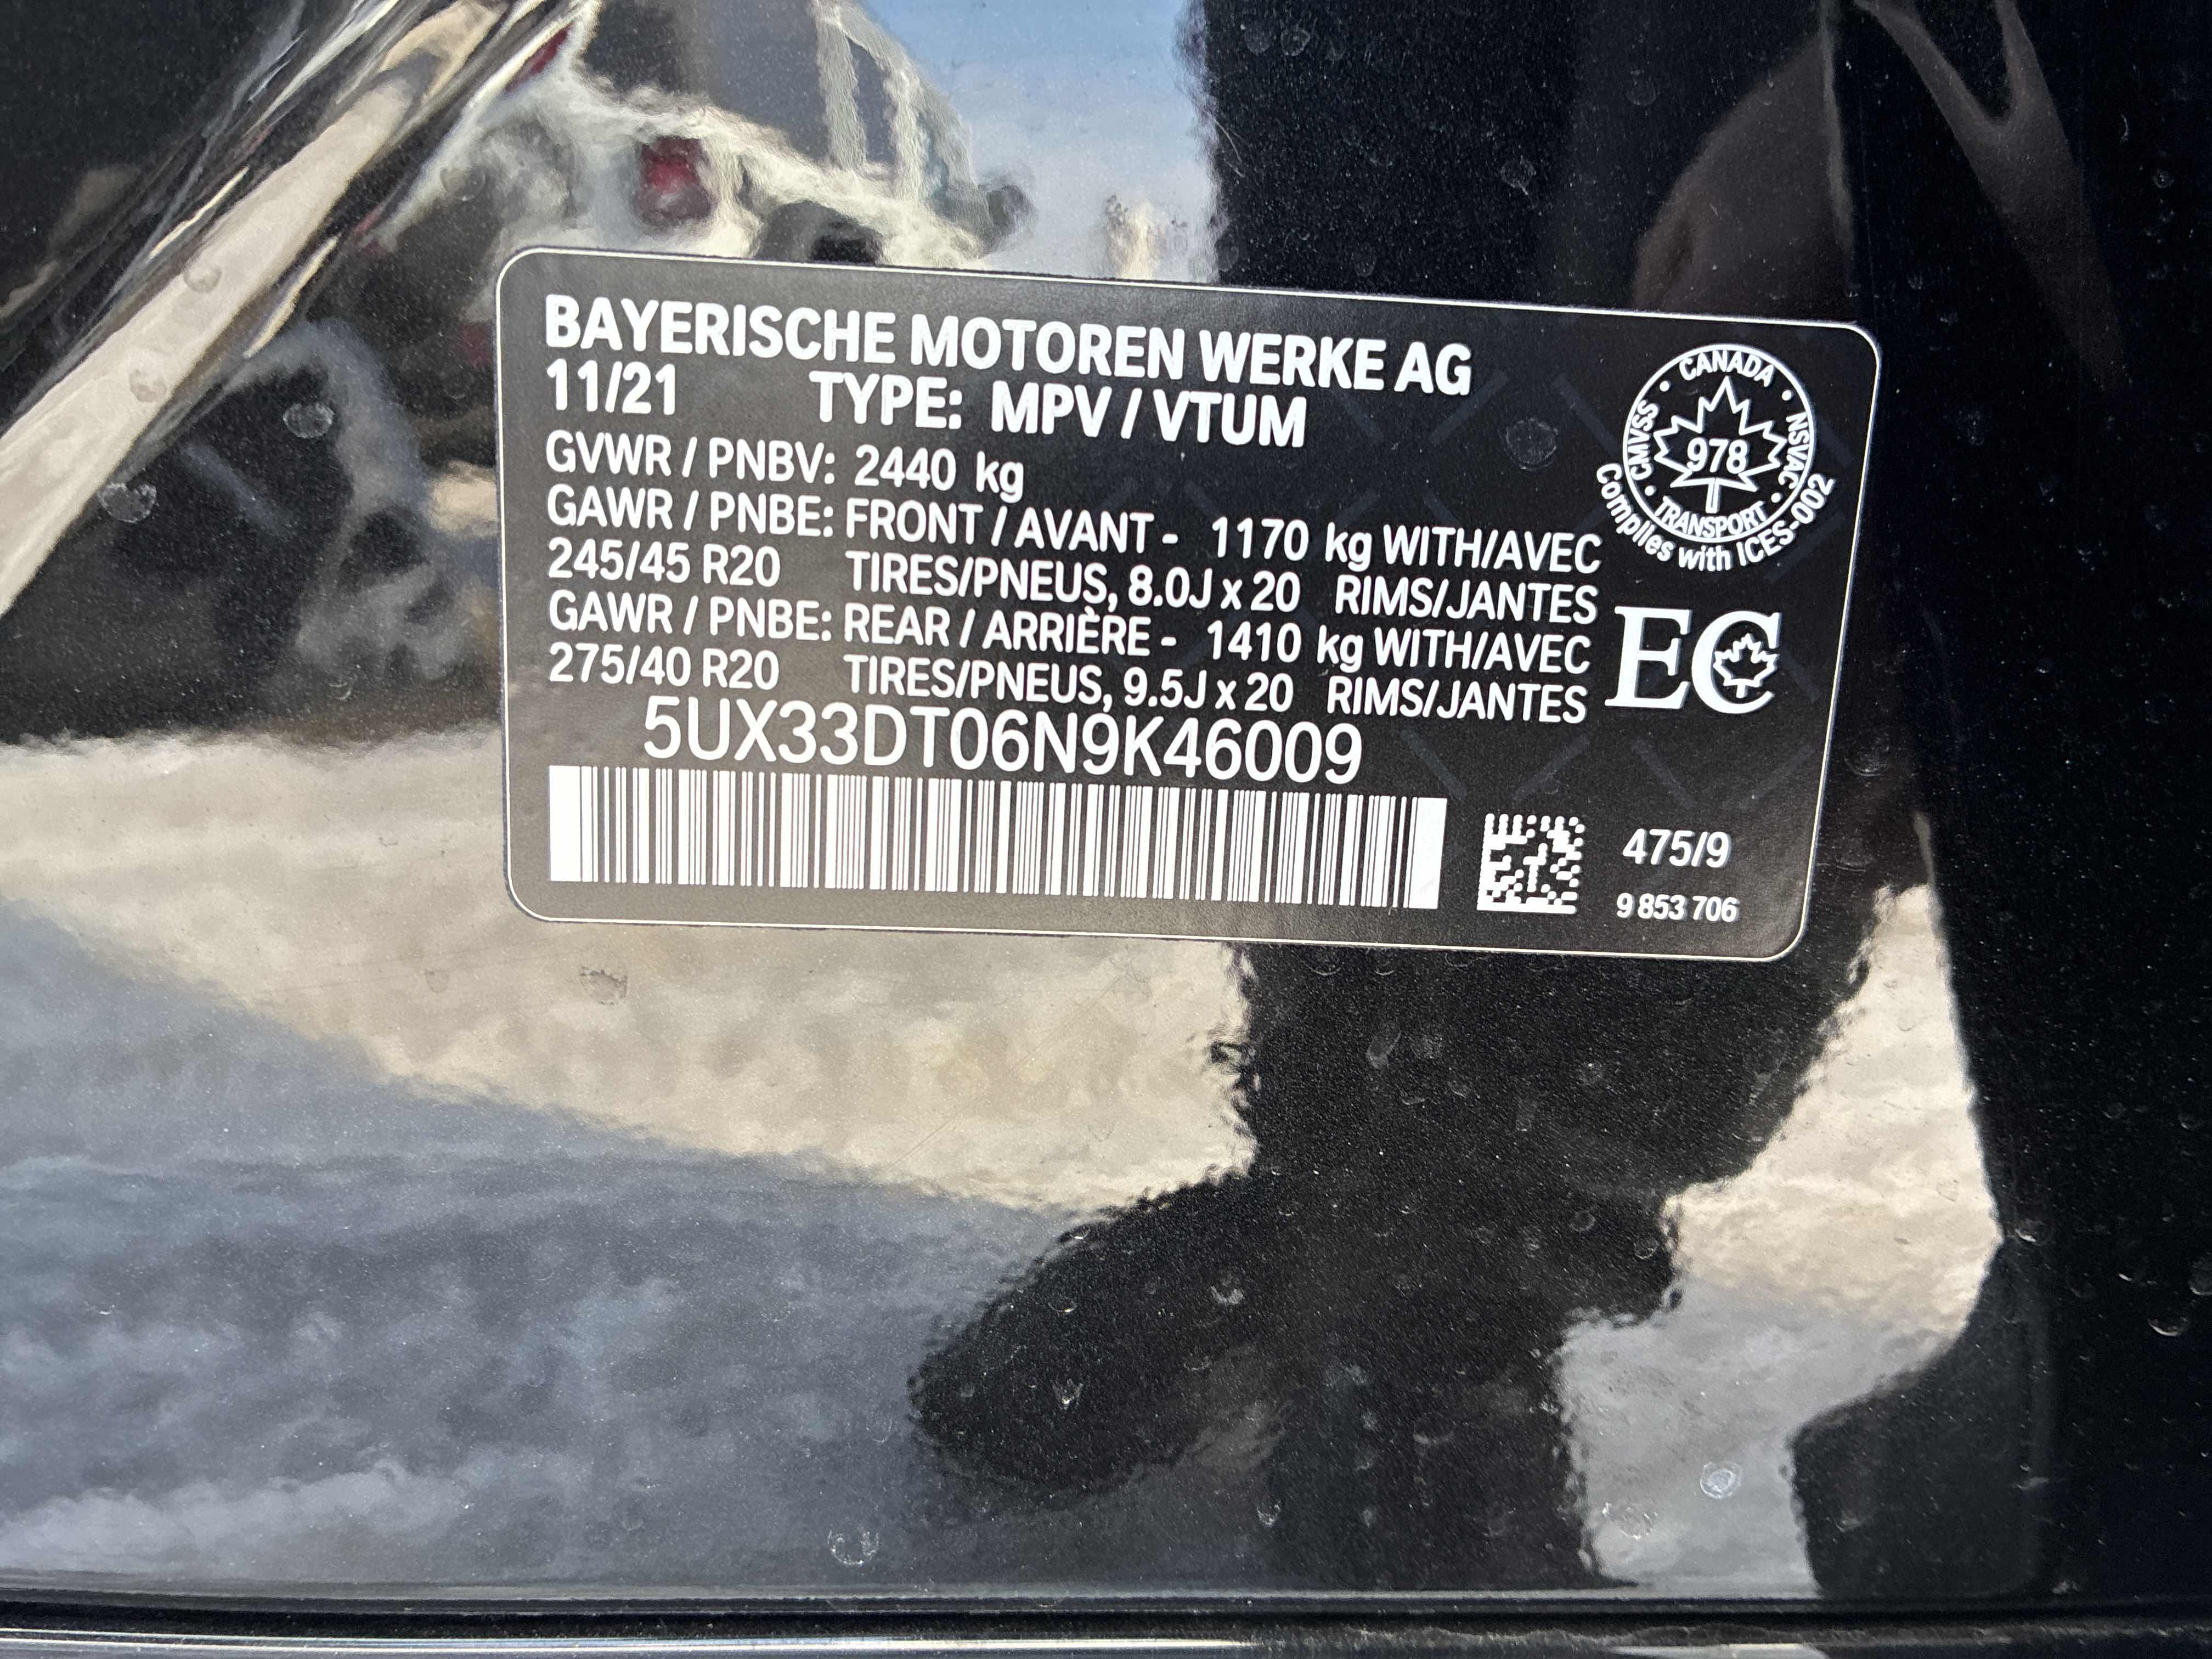 BAYERISCHE MOTOREN WERKE AG
11/21 TYPE: MPV / VTUM
GVWR / PNBV: 2440 kg
GAWR / PNBE: FRONT / AVANT - 1170 kg WITH/AVEC
245/45 R20 TIRES/PNEUS, 8.0J x 20 RIMS/JANTES
GAWR / PNBE: REAR / ARRIÈRE - 1410 kg WITH/AVEC
275/40 R20 TIRES/PNEUS, 9.5J x 20 RIMS/JANTES
5UX33DT06N9K46009
CANADA • NSVAC • TRANSPORT • CMVSS •
978
Complies with ICES-002
EC
475/9
9 853 706